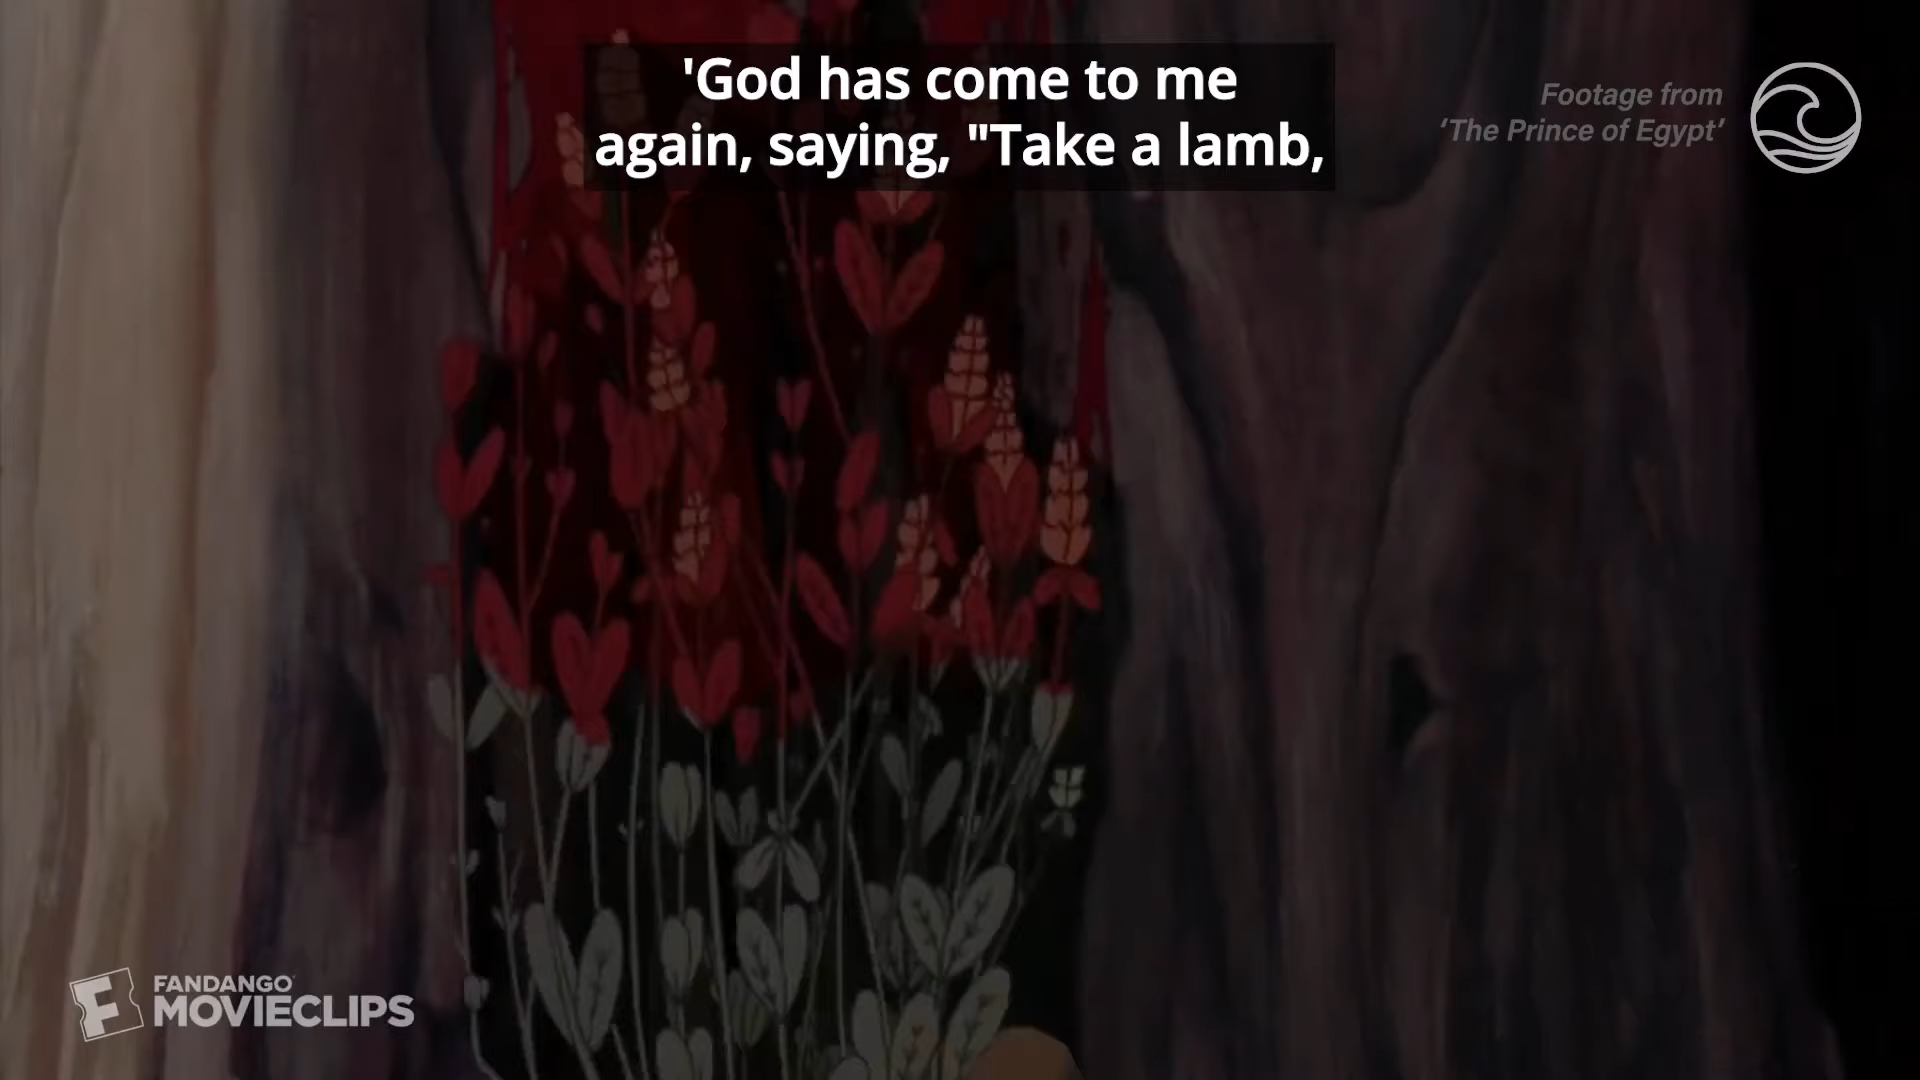 'God has come to me
again, saying, "Take a lamb,
Footage from
‘The Prince of Egypt’
FANDANGO
MOVIECLIPS